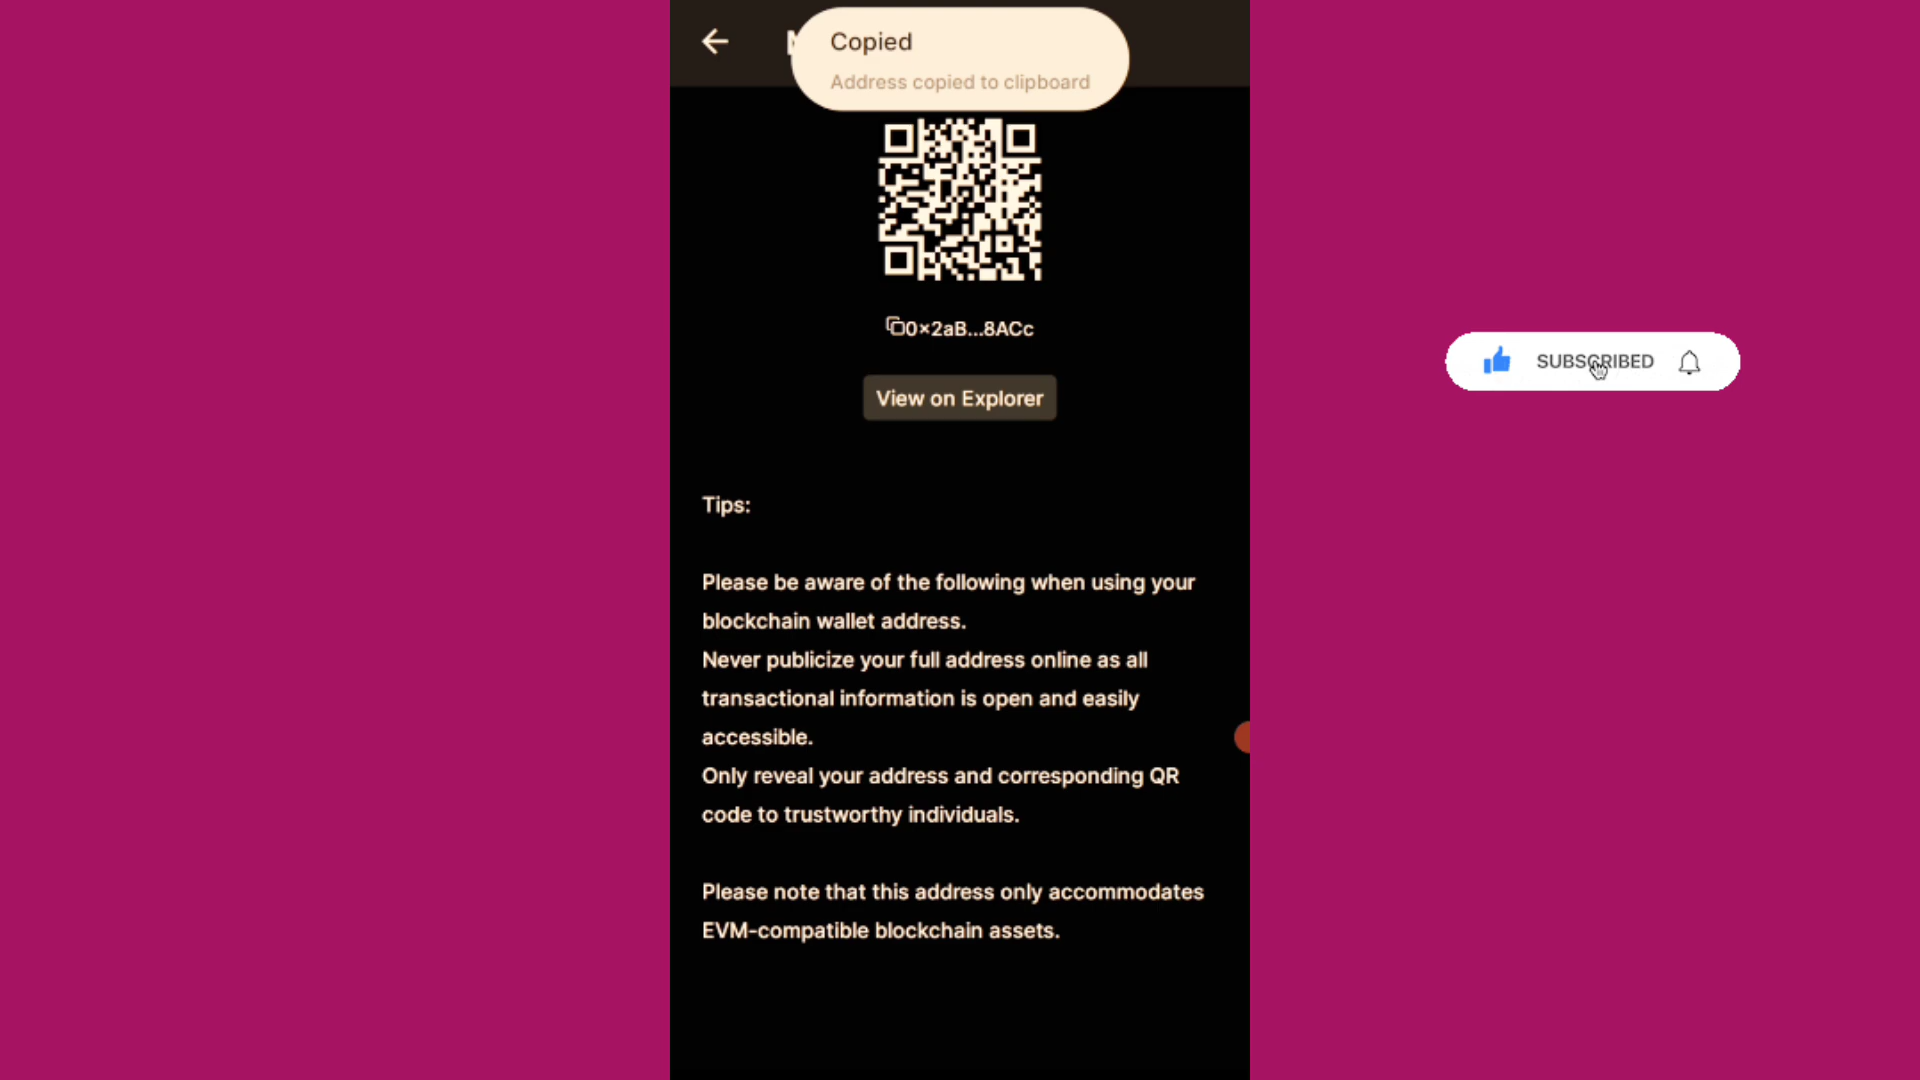 Copied
Address copied to clipboard
0×2aB...8ACc
View on Explorer
SUBSCRIBED
Tips:
Please be aware of the following when using your
blockchain wallet address.
Never publicize your full address online as all
transactional information is open and easily
accessible.
Only reveal your address and corresponding QR
code to trustworthy individuals.
Please note that this address only accommodates
EVM-compatible blockchain assets.